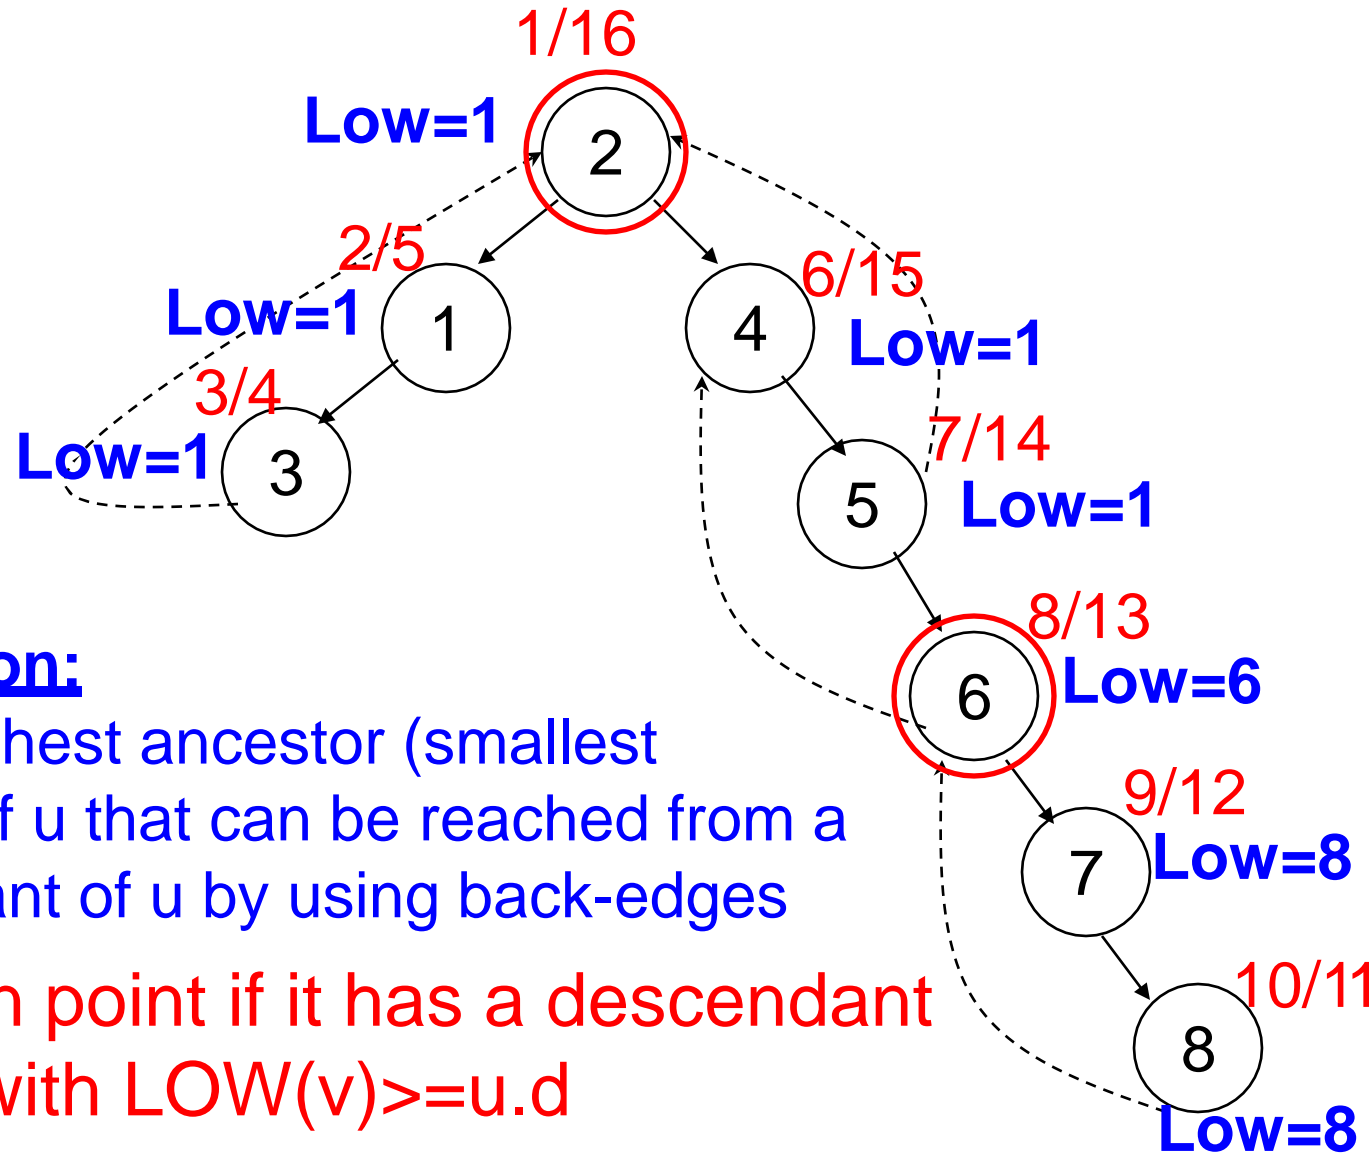 1/16
Low=1
2
2/5
Low=1
1
6/15
4
Low=1
3/4
Low=1
3
7/14
5
Low=1
8/13
6
Low=6
on:
hest ancestor (smallest
f u that can be reached from a
ant of u by using back-edges
9/12
7
Low=8
n point if it has a descendant
with LOW(v)>=u.d
10/11
8
Low=8